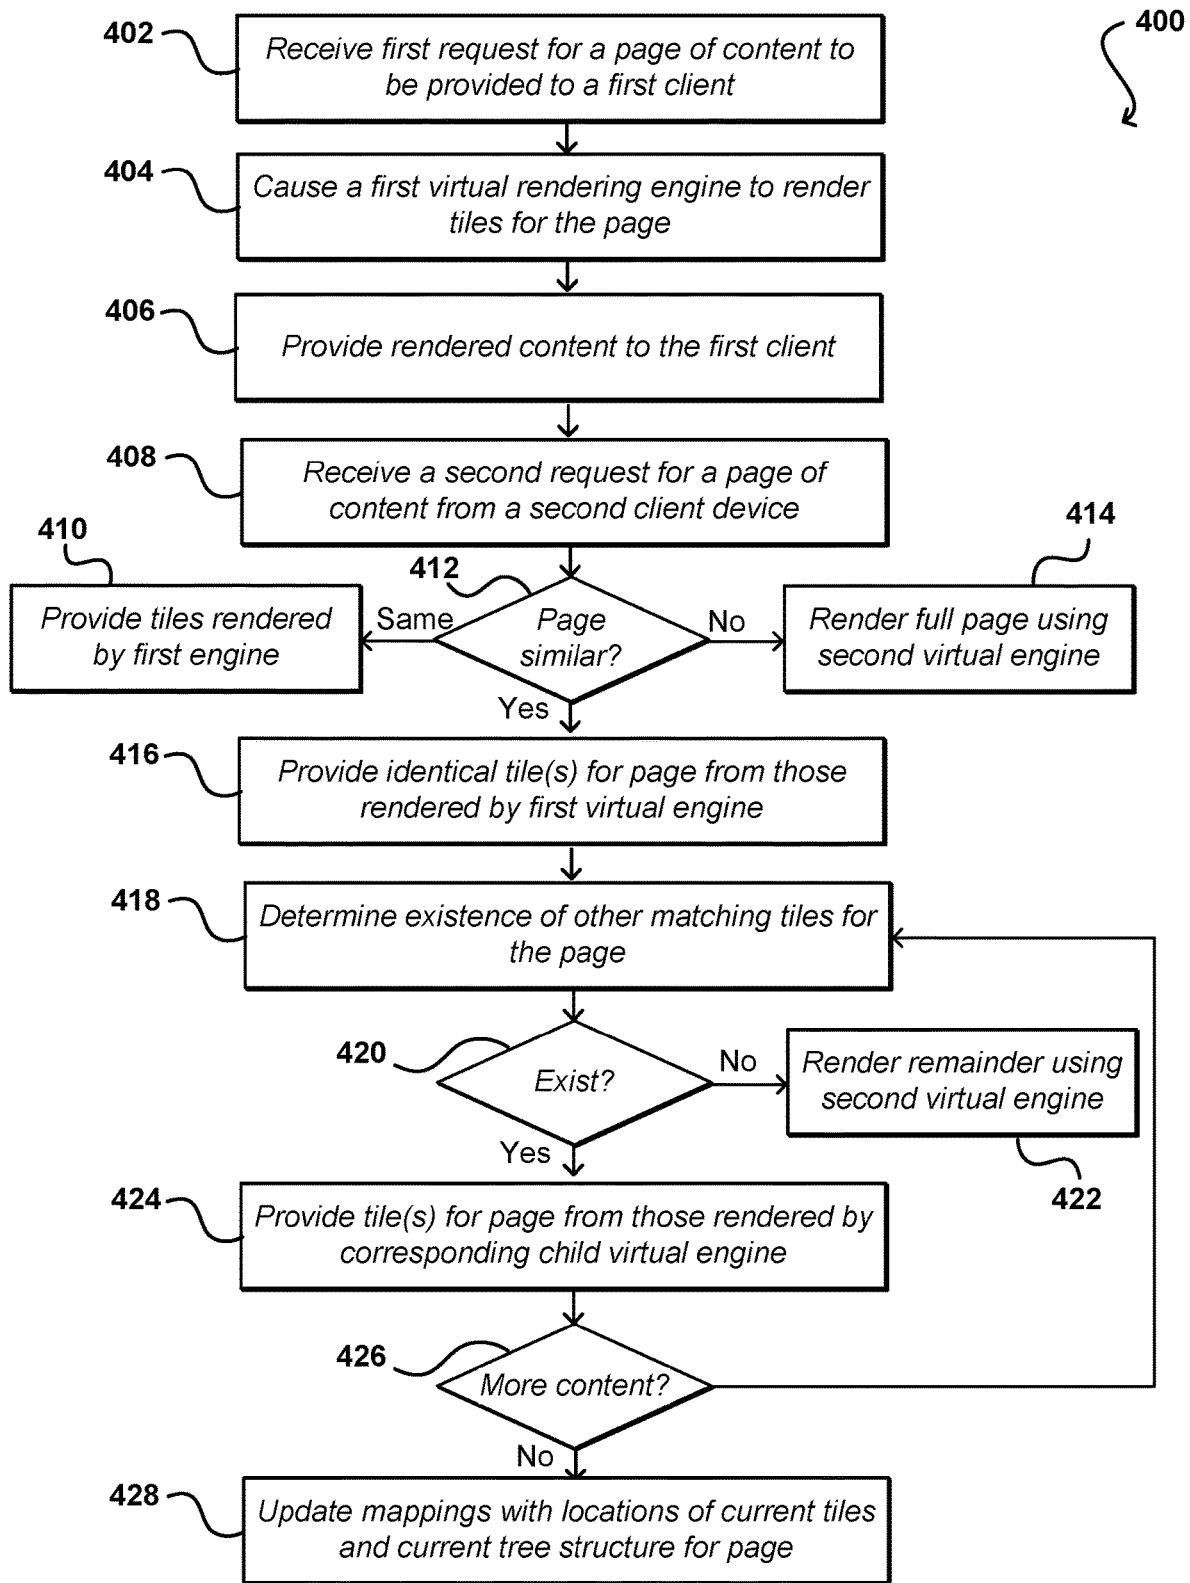 400
402
Receive first request for a page of content to
be provided to a first client
404
Cause a first virtual rendering engine to render
tiles for the page
406
Provide rendered content to the first client
408
Receive a second request for a page of
content from a second client device
410
412
414
Provide tiles rendered
by first engine
Same
Page
similar?
No
Render full page using
second virtual engine
Yes
416
Provide identical tile(s) for page from those
rendered by first virtual engine
418
Determine existence of other matching tiles for
the page
420
Exist?
No
Render remainder using
second virtual engine
Yes
422
424
Provide tile(s) for page from those rendered by
corresponding child virtual engine
426
More content?
No
428
Update mappings with locations of current tiles
and current tree structure for page